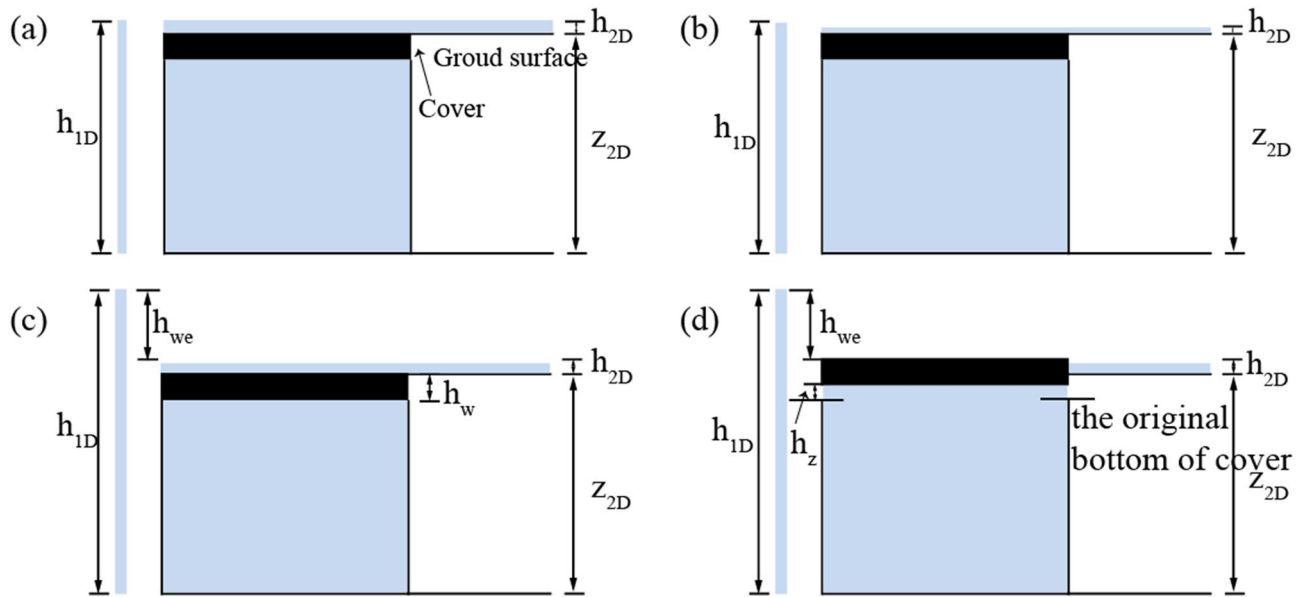 (a)
h1D
Groud surface
Cover
h2D
z2D
(b)
h1D
h2D
z2D
(c)
h1D
hwe
hw
h2D
z2D
(d)
h1D
hwe
hz
h2D
the original
bottom of cover
z2D